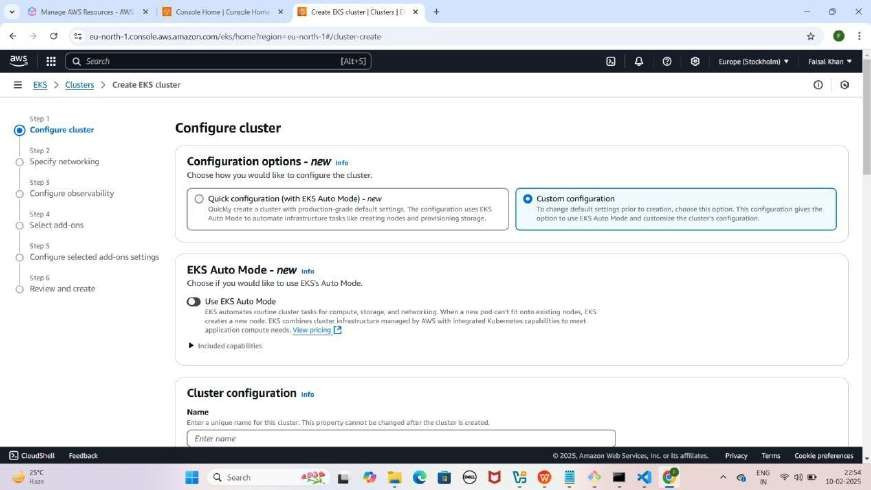 Manage AWS Resources - AWS
Console Home | Console Home
Create EKS cluster | Clusters | E
eu-north-1.console.aws.amazon.com/eks/home?region=eu-north-1#/cluster-create
aws
Search
[Alt+S]
Europe (Stockholm)
Faisal Khan
EKS > Clusters > Create EKS cluster
Step 1
Configure cluster
Step 2
Specify networking
Step 3
Configure observability
Step 4
Select add-ons
Step 5
Configure selected add-ons settings
Step 6
Review and create
Configure cluster
Configuration options - new Info
Choose how you would like to configure the cluster.
Quick configuration (with EKS Auto Mode) - new
Quickly create a cluster with production-grade default settings. The configuration uses EKS
Auto Mode to automate infrastructure tasks like creating nodes and provisioning storage.
Custom configuration
To change default settings prior to creation, choose this option. This configuration gives the
option to use EKS Auto Mode and customize the cluster's configuration.
EKS Auto Mode - new Info
Choose if you would like to use EKS's Auto Mode.
Use EKS Auto Mode
EKS automates routine cluster tasks for compute, storage, and networking. When a new pod can't fit onto existing nodes, EKS
creates a new node. EKS combines cluster infrastructure managed by AWS with integrated Kubernetes capabilities to meet
application compute needs. View pricing
Included capabilities
Cluster configuration Info
Name
Enter a unique name for this cluster. This property cannot be changed after the cluster is created.
Enter name
CloudShell
Feedback
© 2025, Amazon Web Services, Inc. or its affiliates.
Privacy
Terms
Cookie preferences
25°C
Haze
Search
DELL
ENG
IN
22:54
10-02-2025